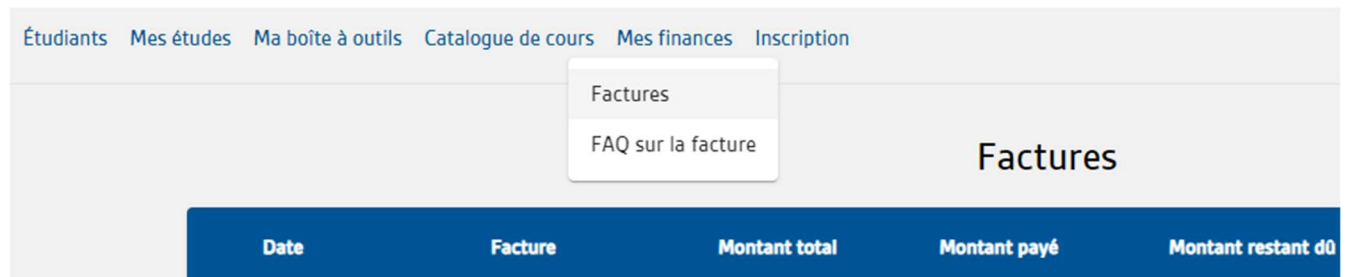 Étudiants Mes études Ma boîte à outils Catalogue de cours Mes finances Inscription
Factures
FAQ sur la facture
Factures
Date Facture Montant total Montant payé Montant restant dû